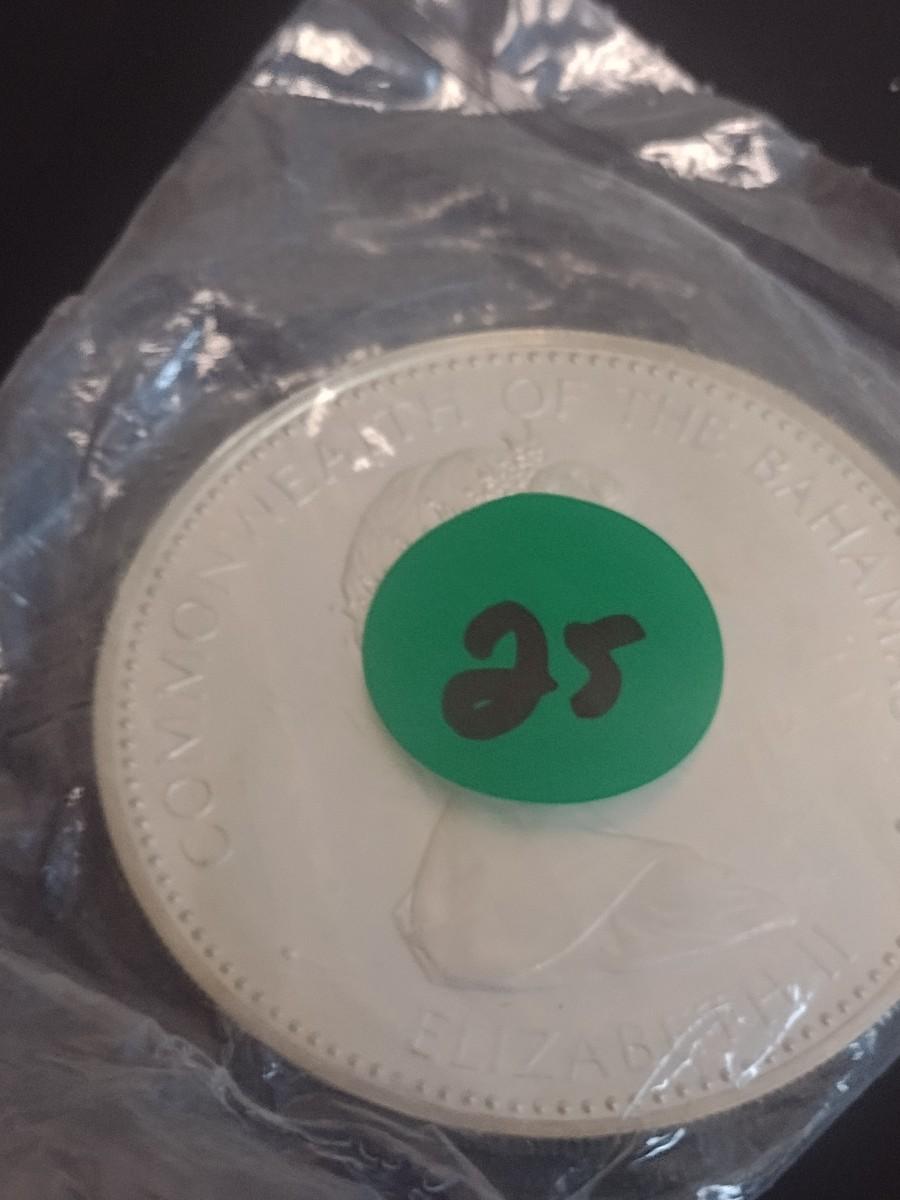 COMMONWEALTH OF THE BAHAMAS
25
ELIZABETH II